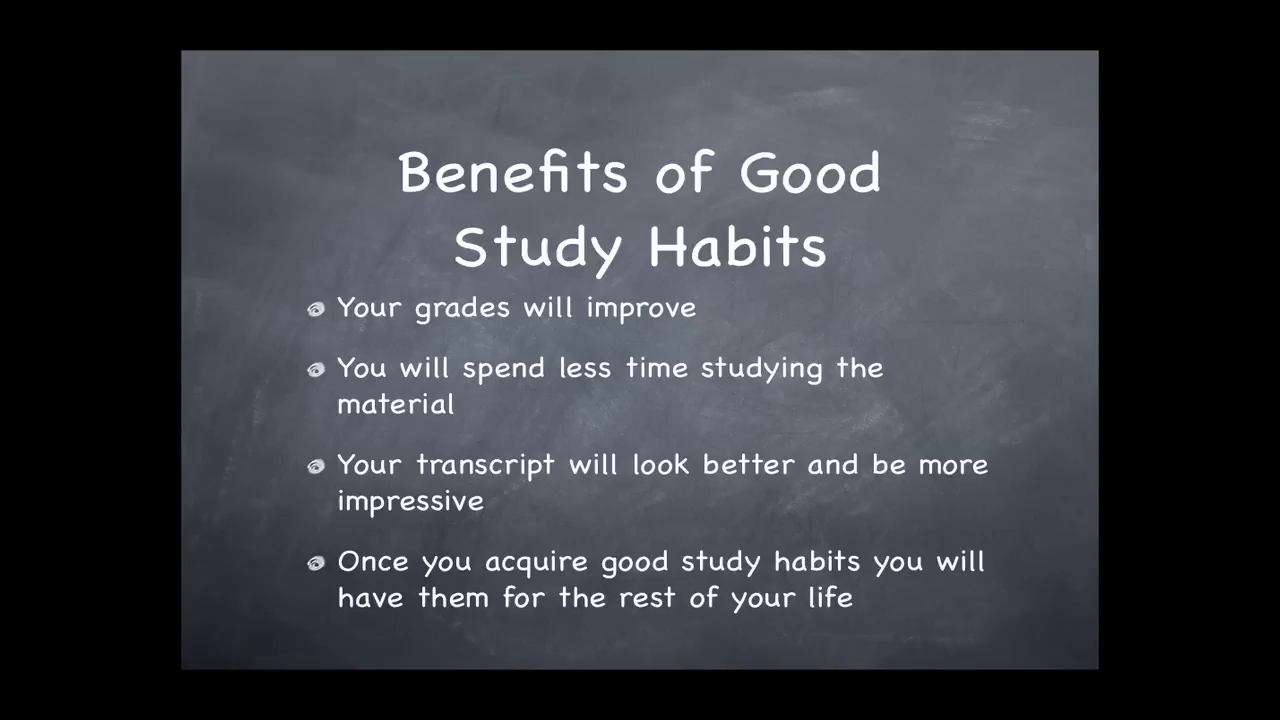 Benefits of Good
Study Habits
Your grades will improve
You will spend less time studying the
material
Your transcript will look better and be more
impressive
Once you acquire good study habits you will
have them for the rest of your life